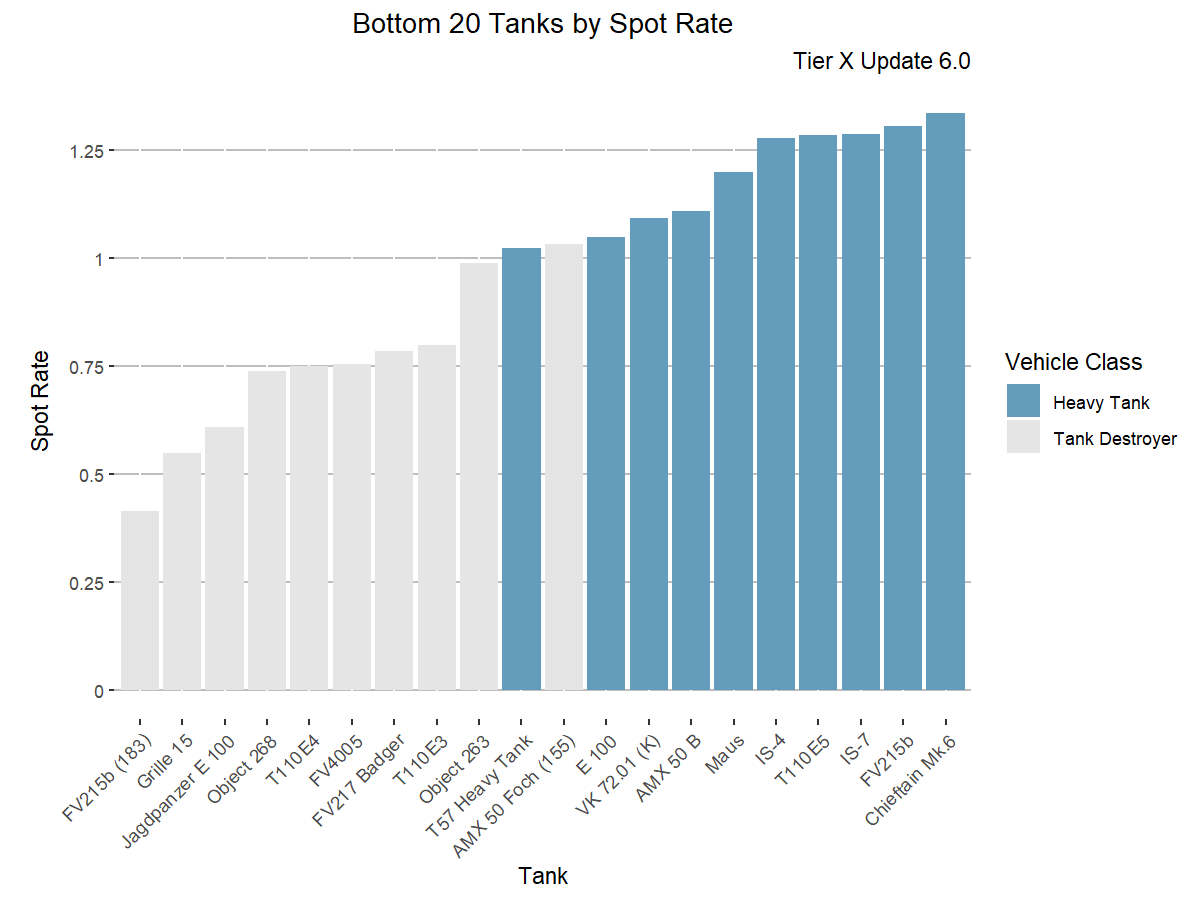 Bottom 20 Tanks by Spot Rate
Tier X Update 6.0
1.25
1
0.75
0.5
0.25
0
Spot Rate
FV215b (183)
Grille 15
Jagdpanzer E 100
Object 268
T110E4
FV4005
FV217 Badger
T110E3
Object 263
T57 Heavy Tank
AMX 50 Foch (155)
E 100
VK 72.01 (K)
AMX 50 B
Maus
IS-4
T110E5
IS-7
FV215b
Chieftain Mk.6
Tank
Vehicle Class
Heavy Tank
Tank Destroyer